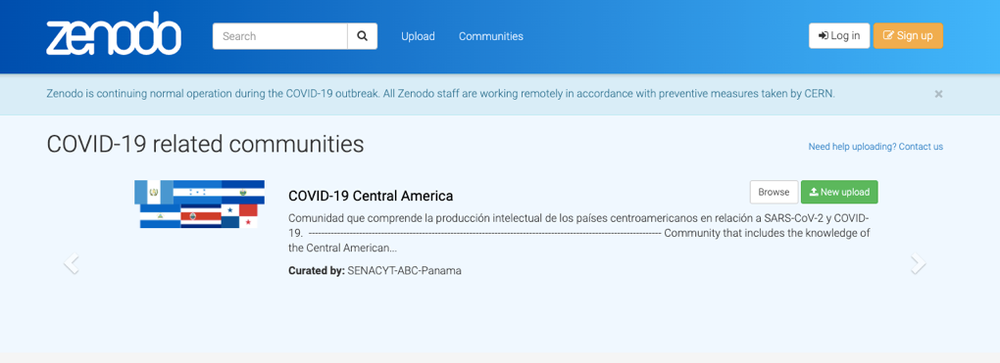 zenodo
Search
Upload
Communities
Log in
Sign up
Zenodo is continuing normal operation during the COVID-19 outbreak. All Zenodo staff are working remotely in accordance with preventive measures taken by CERN.
×
COVID-19 related communities
Need help uploading? Contact us
COVID-19 Central America
Browse
New upload
Comunidad que comprende la producción intelectual de los países centroamericanos en relación a SARS-CoV-2 y COVID-
19. ------------------------------------------------------------------------------------------------------------------------ Community that includes the knowledge of
the Central American...
Curated by: SENACYT-ABC-Panama